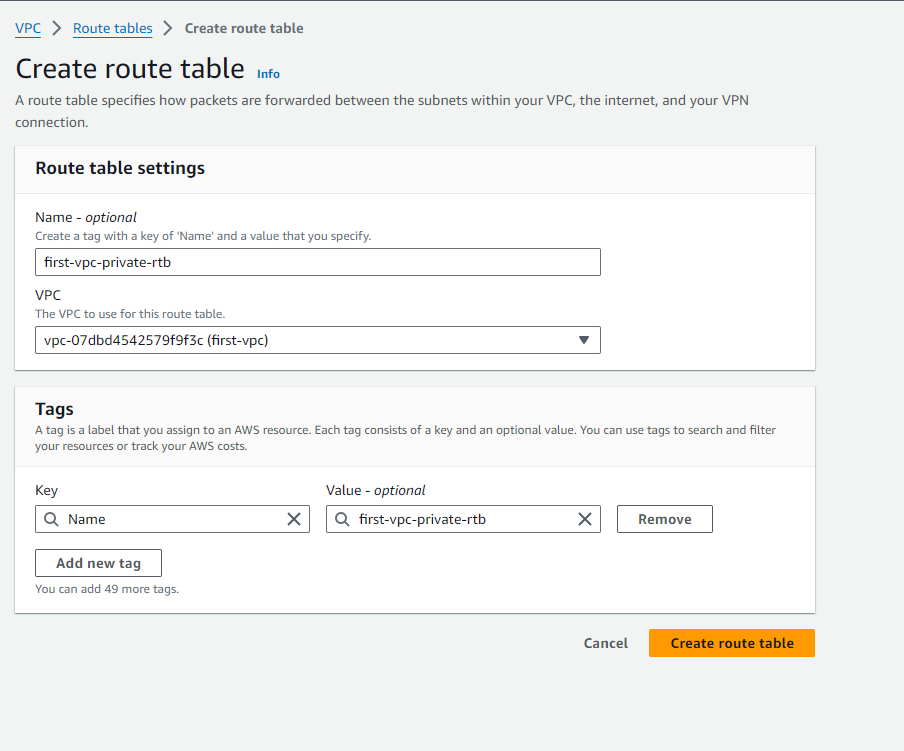 VPC > Route tables > Create route table
Create route table Info
A route table specifies how packets are forwarded between the subnets within your VPC, the internet, and your VPN
connection.
Route table settings
Name - optional
Create a tag with a key of 'Name' and a value that you specify.
first-vpc-private-rtb
VPC
The VPC to use for this route table.
vpc-07dbd4542579f9f3c (first-vpc)
Tags
A tag is a label that you assign to an AWS resource. Each tag consists of a key and an optional value. You can use tags to search and filter
your resources or track your AWS costs.
Key Value - optional
Name first-vpc-private-rtb Remove
Add new tag
You can add 49 more tags.
Cancel Create route table